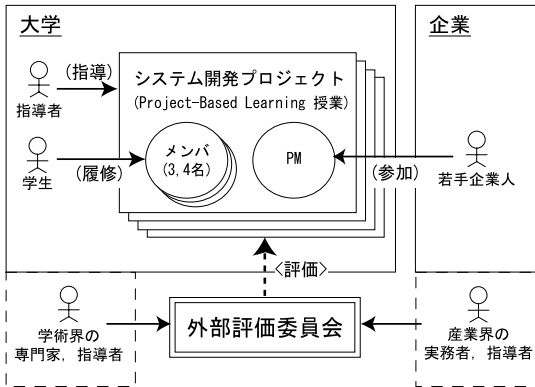 大学
企業
(指導)
指導者
システム開発プロジェクト
(Project-Based Learning 授業)
メンバ
(3,4名)
PM
学生
(履修)
(参加)
若手企業人
<評価>
学術界の
専門家, 指導者
外部評価委員会
産業界の
実務者, 指導者